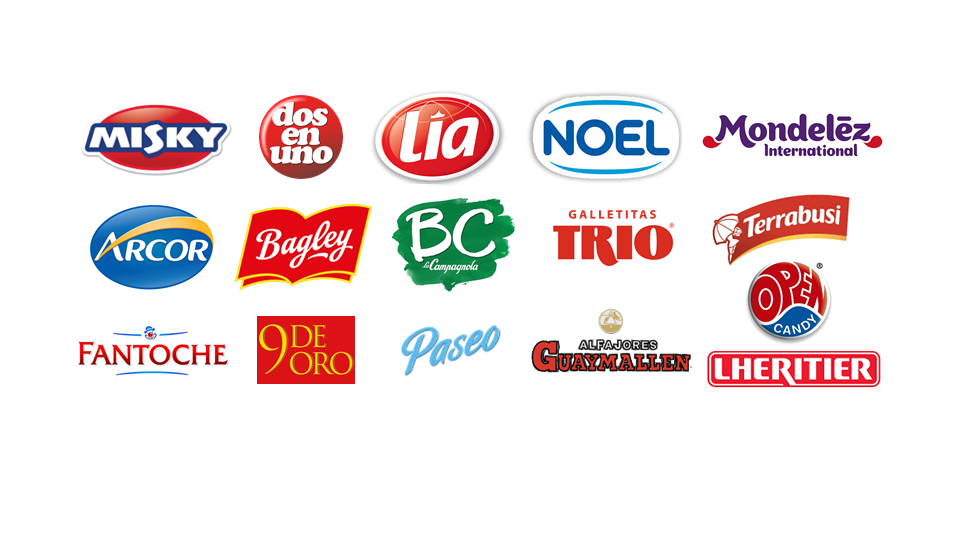 MISKY
dos
en
uno
Lia
NOEL
Mondelēz
International
ARCOR
Bagley
BC
La Campagnola
GALLETITAS
TRIO®
Terrabusi
OPEN®
CANDY
FANTOCHE
9 DE
ORO
Paseo
ALFAJORES
GUAYMALLEN
LHERITIER